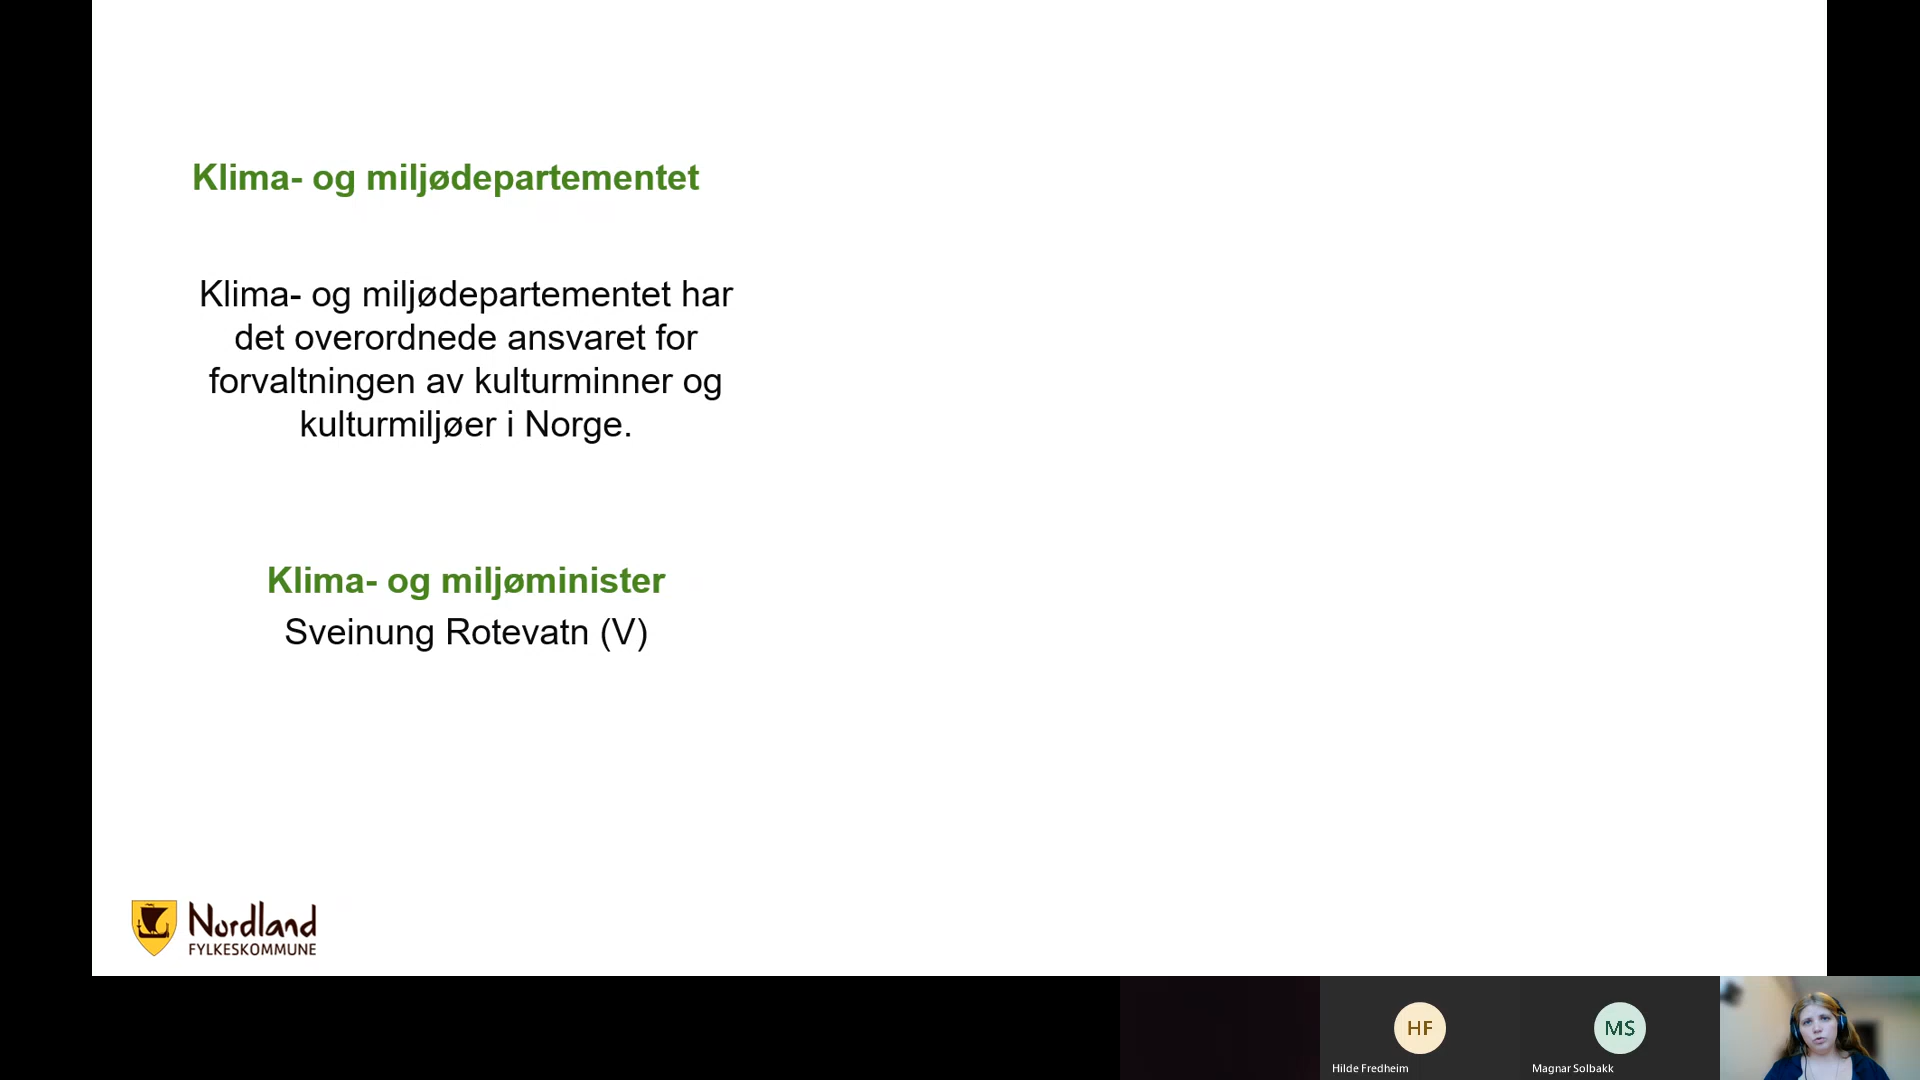 Klima- og miljødepartementet
Klima- og miljødepartementet har
det overordnede ansvaret for
forvaltningen av kulturminner og
kulturmiljøer i Norge.
Klima- og miljøminister
Sveinung Rotevatn (V)
Nordland
FYLKESKOMMUNE
HF
Hilde Fredheim
MS
Magnar Solbakk